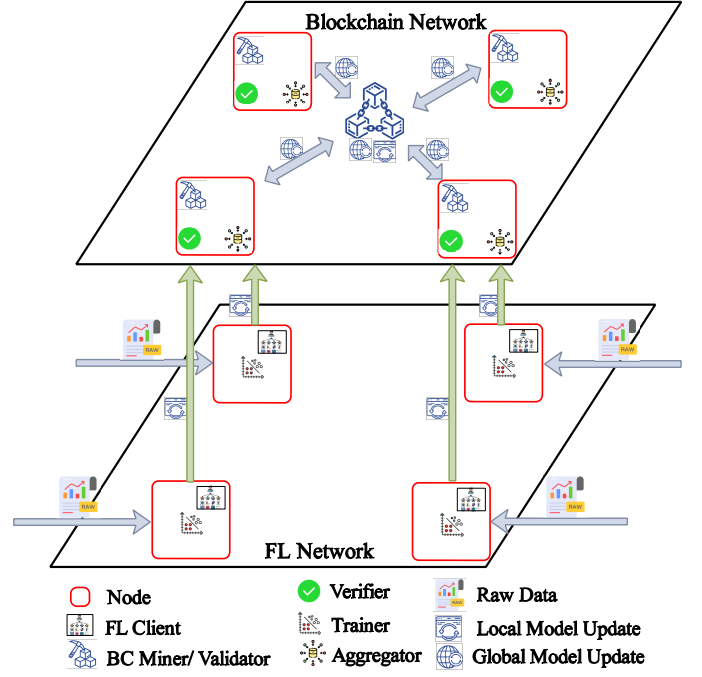 Blockchain Network
RAW
RAW
RAW
RAW
FL Network
Node
Verifier
RAW
Raw Data
FL Client
Trainer
Local Model Update
BC Miner/ Validator
Aggregator
Global Model Update